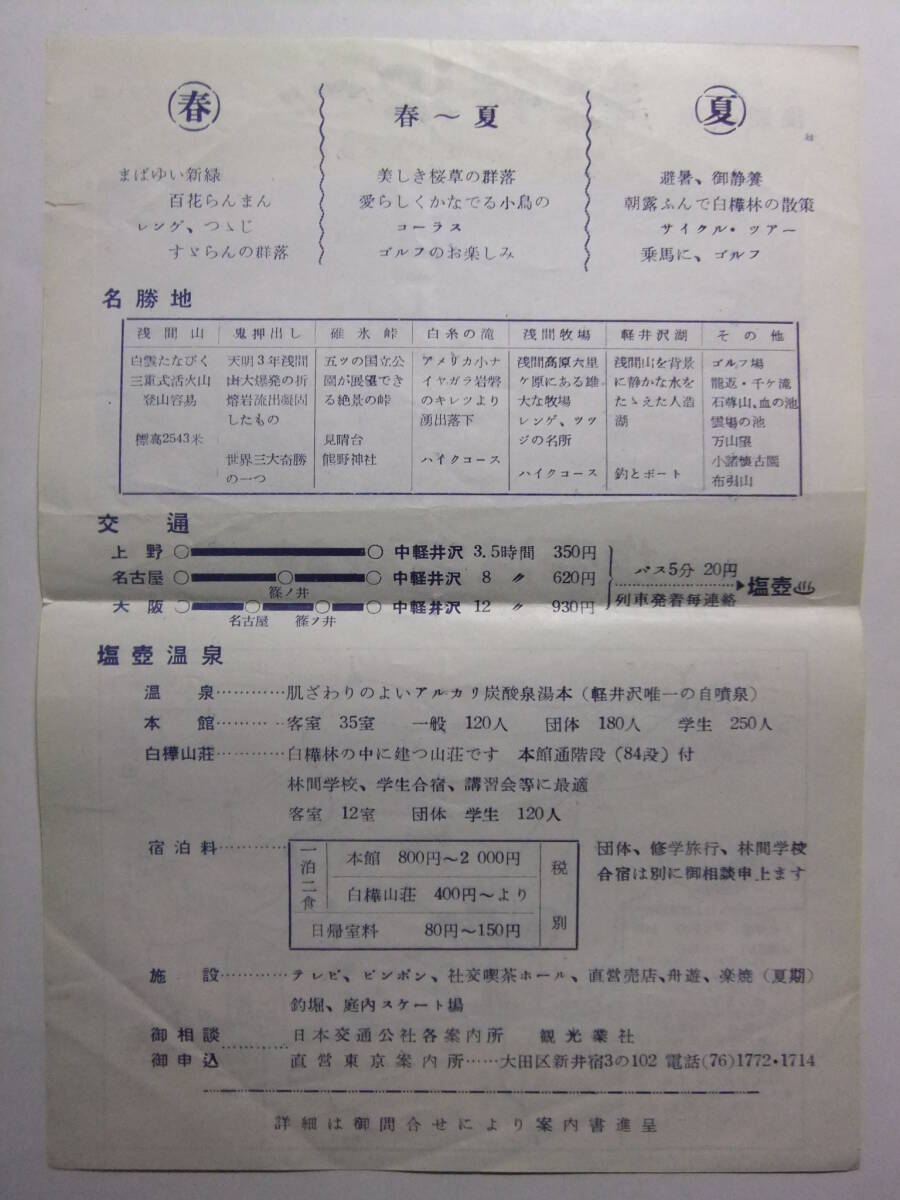 春
まばゆい新緑
百花らんまん
レンゲ、つゝじ
すゞらんの群落
春～夏
美しき桜草の群落
愛らしくかなでる小鳥の
コーラス
ゴルフのお楽しみ
夏
避暑、御静養
朝露ふんで白樺林の散策
サイクル・ツアー
乗馬に、ゴルフ
名勝地
浅間山
白雲たなびく
三重式活火山
登山容易
標高2543米
鬼押出し
天明3年浅間
山大爆発の折
熔岩流出凝固
したもの
世界三大奇勝
の一つ
碓氷峠
五ツの国立公
園が展望でき
る絶景の峠
見晴台
熊野神社
白糸の滝
アメリカ小ナ
イヤガラ岩磐
のキレツより
湧出落下
ハイクコース
浅間牧場
浅間高原六里
ケ原にある雄
大な牧場
レンゲ、ツツ
ジの名所
ハイクコース
軽井沢湖
浅間山を背景
に静かな水を
たゝえた人造
湖
釣とボート
その他
ゴルフ場
龍返・千ケ滝
石尊山、血の池
雲場の池
万山望
小諸懐古園
布引山
交通
上野 中軽井沢 3.5時間 350円
名古屋 篠ノ井 中軽井沢 8 〃 620円
大阪 名古屋 篠ノ井 中軽井沢 12 〃 930円
バス5分 20円
列車発着毎連絡
塩壺♨
塩壺温泉
温泉…………肌ざわりのよいアルカリ炭酸泉湯本（軽井沢唯一の自噴泉）
本館…………客室 35室 一般 120人 団体 180人 学生 250人
白樺山荘…………白樺林の中に建つ山荘です 本館通階段（84段）付
林間学校、学生合宿、講習会等に最適
客室 12室 団体 学生 120人
宿泊料…………
一泊二食
本館 800円～2 000円
白樺山荘 400円～より
日帰室料 80円～150円
税別
団体、修学旅行、林間学校
合宿は別に御相談申上ます
施設…………テレビ、ピンポン、社交喫茶ホール、直営売店、舟遊、楽焼（夏期）
釣堀、庭内スケート場
御相談
御申込
…………日本交通公社各案内所 観光業社
直営東京案内所……大田区新井宿3の102 電話(76)1772・1714
詳細は御問合せにより案内書進呈